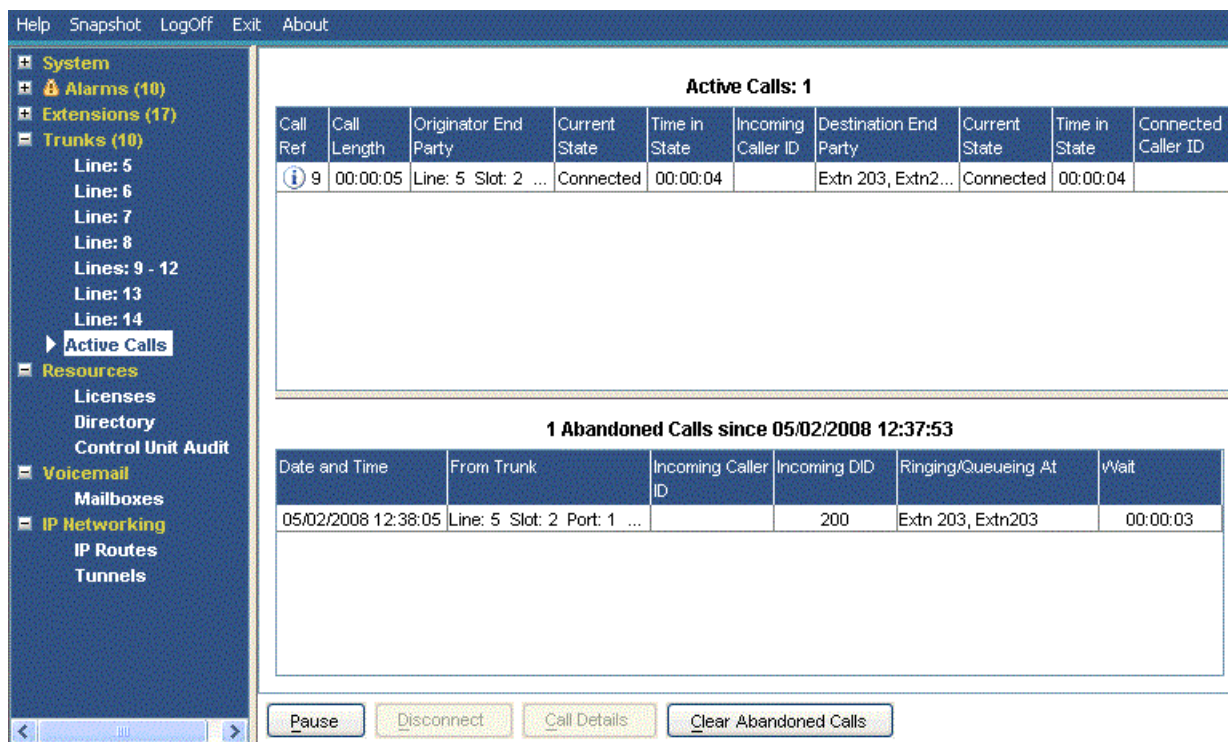 Help Snapshot LogOff Exit About
System
Alarms (10)
Extensions (17)
Trunks (10)
Line: 5
Line: 6
Line: 7
Line: 8
Lines: 9 - 12
Line: 13
Line: 14
Active Calls
Resources
Licenses
Directory
Control Unit Audit
Voicemail
Mailboxes
IP Networking
IP Routes
Tunnels
Active Calls: 1
Call Ref Call Length Originator End Party Current State Time in State Incoming Caller ID Destination End Party Current State Time in State Connected Caller ID
9 00:00:05 Line: 5 Slot: 2 ... Connected 00:00:04 Extn 203, Extn2... Connected 00:00:04
1 Abandoned Calls since 05/02/2008 12:37:53
Date and Time From Trunk Incoming Caller ID Incoming DID Ringing/Queueing At Wait
05/02/2008 12:38:05 Line: 5 Slot: 2 Port: 1 ... 200 Extn 203, Extn203 00:00:03
Pause Disconnect Call Details Clear Abandoned Calls